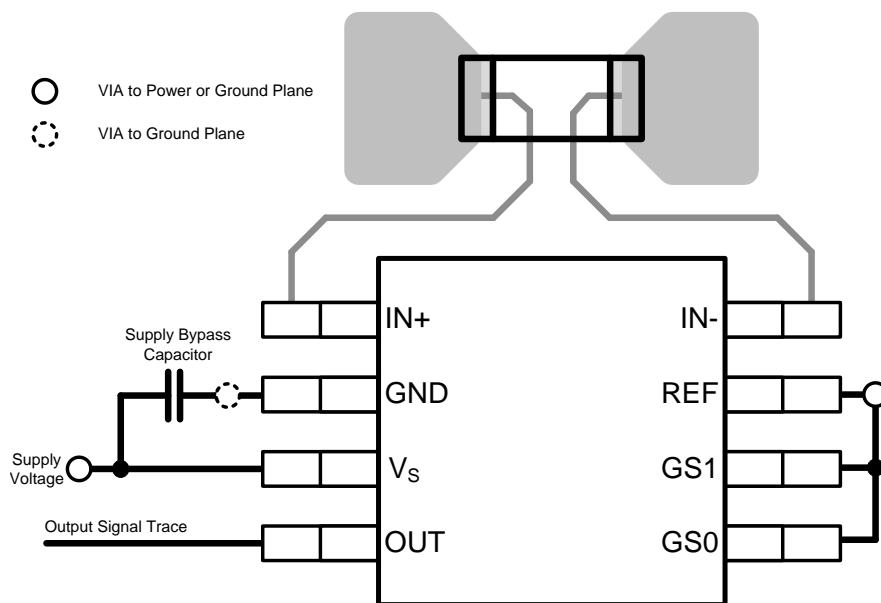 VIA to Power or Ground Plane
VIA to Ground Plane
IN+
IN-
Supply Bypass
Capacitor
GND
REF
Supply
Voltage
VS
GS1
Output Signal Trace
OUT
GS0